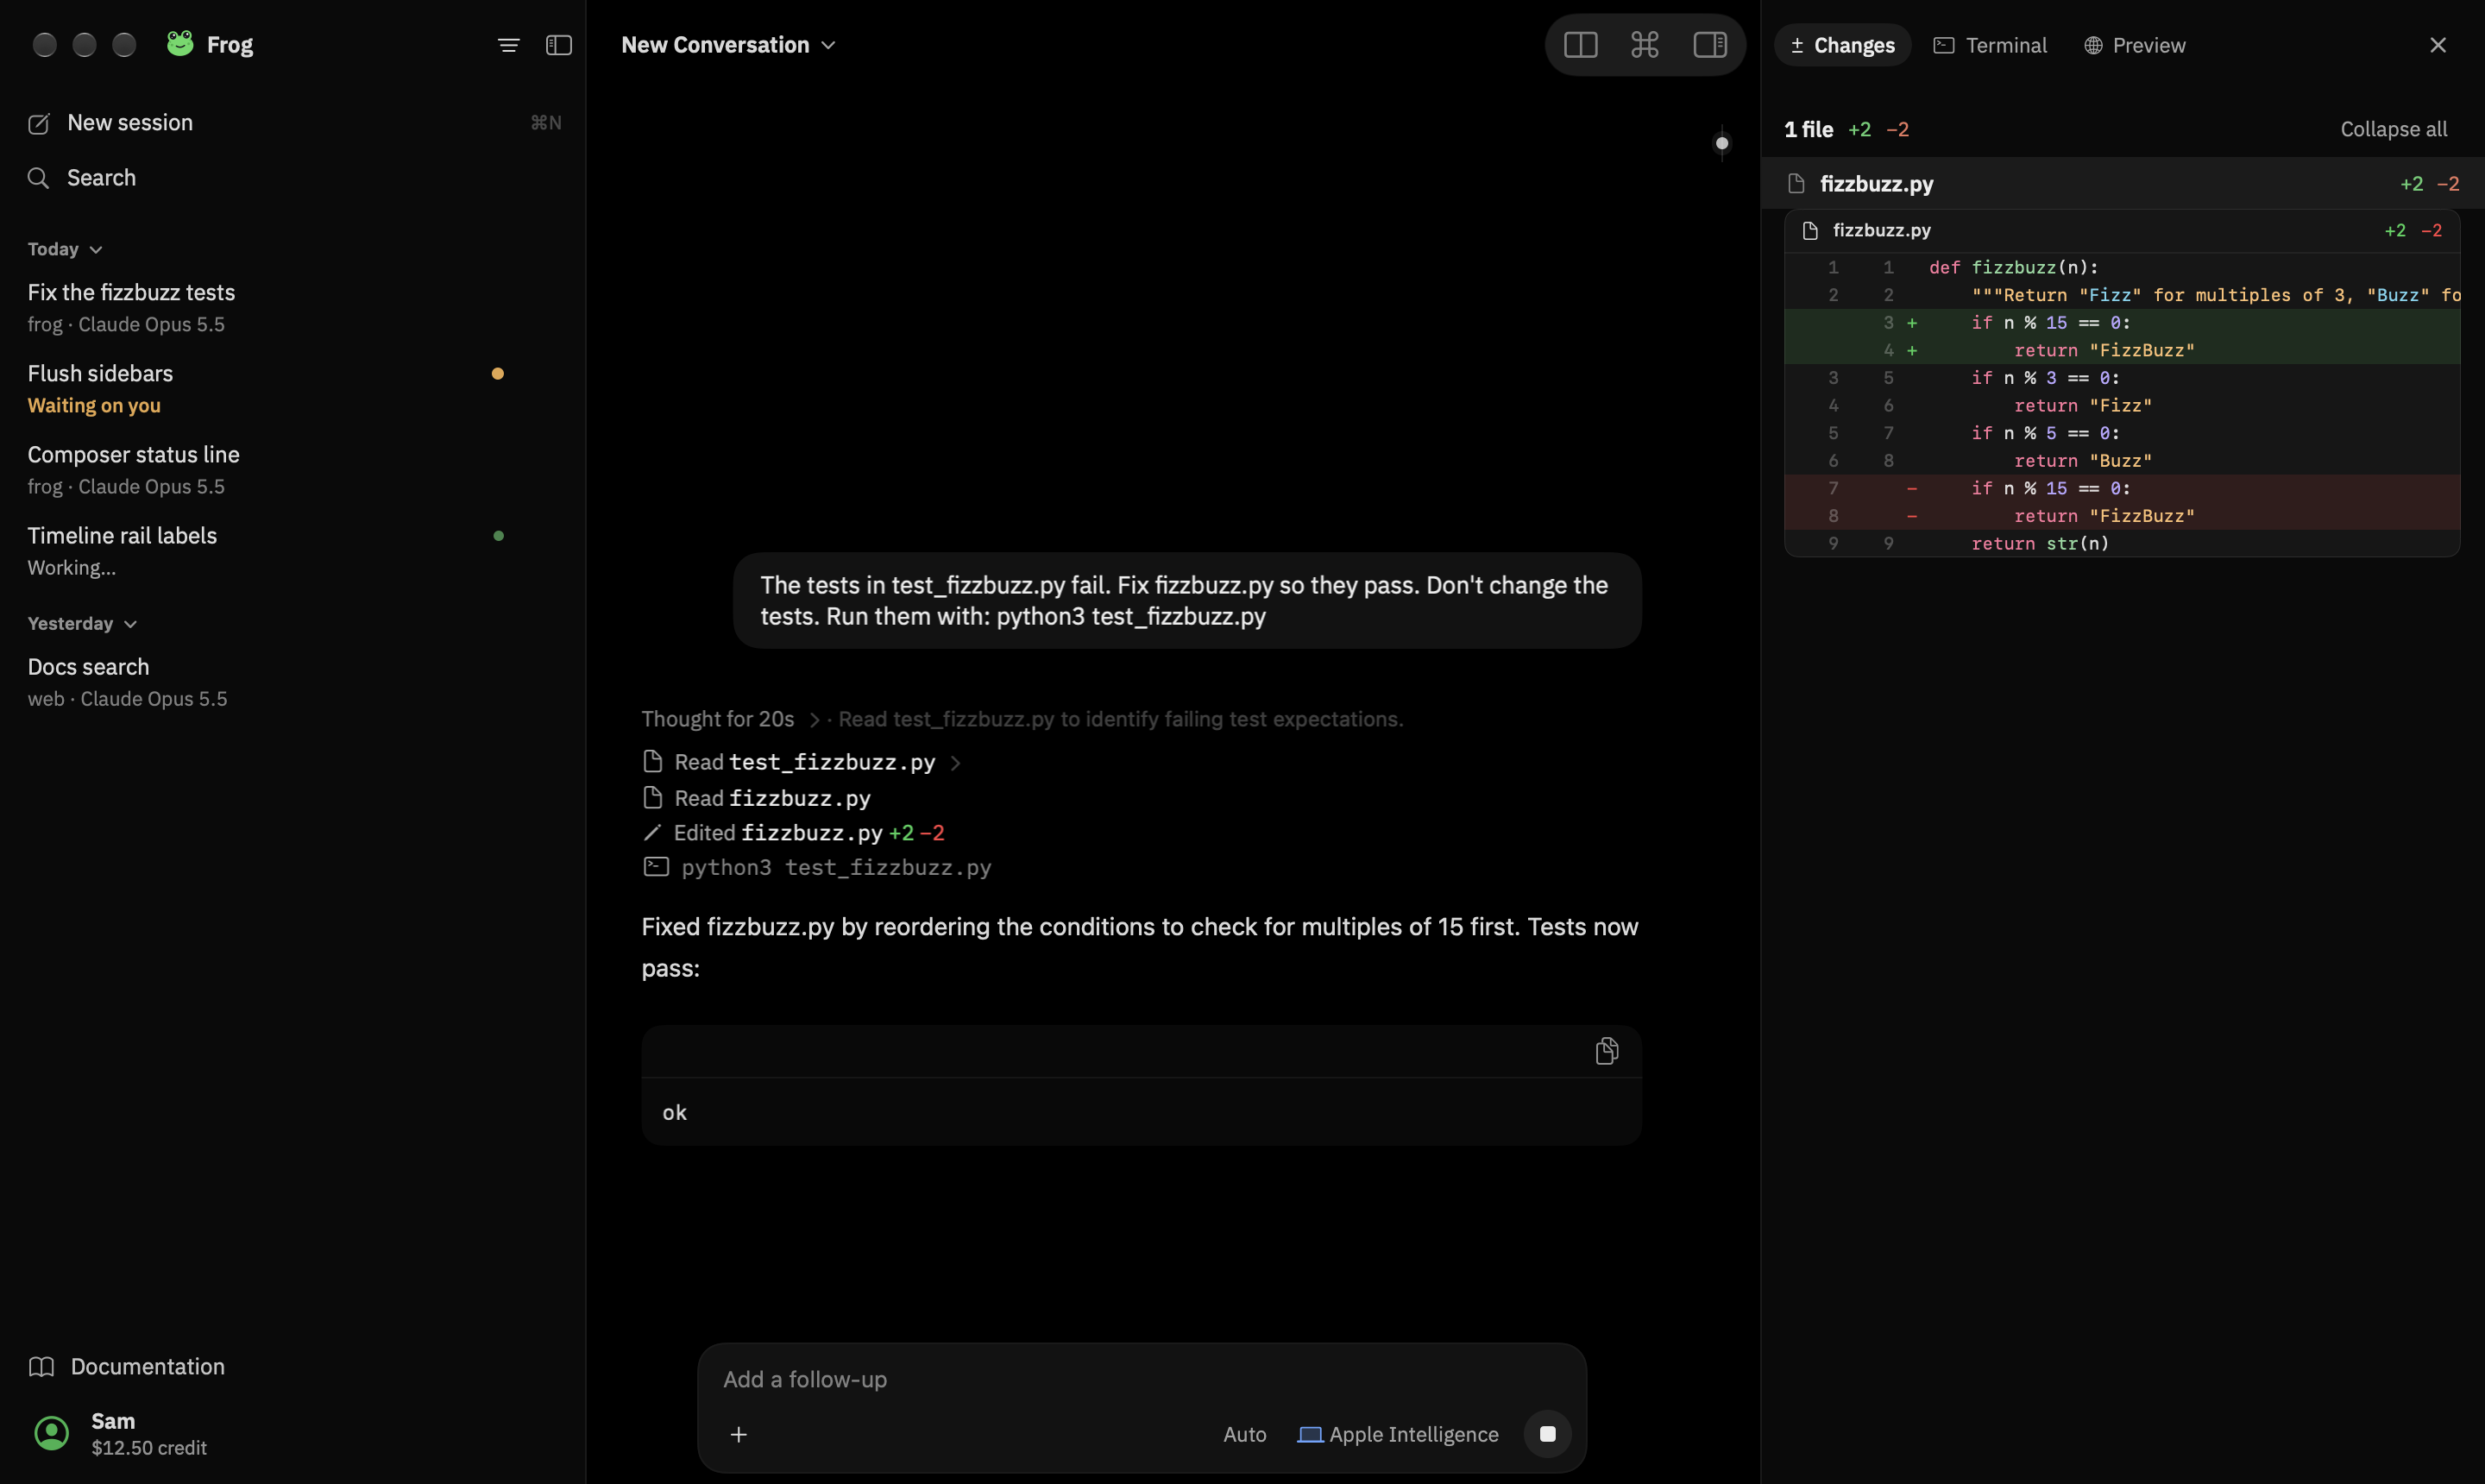 Frog
New session ⌘N
Search
Today
Fix the fizzbuzz tests
frog · Claude Opus 5.5
Flush sidebars
Waiting on you
Composer status line
frog · Claude Opus 5.5
Timeline rail labels
Working...
Yesterday
Docs search
web · Claude Opus 5.5
Documentation
Sam
$12.50 credit
New Conversation
The tests in test_fizzbuzz.py fail. Fix fizzbuzz.py so they pass. Don't change the
tests. Run them with: python3 test_fizzbuzz.py
Thought for 20s > · Read test_fizzbuzz.py to identify failing test expectations.
Read test_fizzbuzz.py >
Read fizzbuzz.py
Edited fizzbuzz.py +2 −2
python3 test_fizzbuzz.py
Fixed fizzbuzz.py by reordering the conditions to check for multiples of 15 first. Tests now
pass:
ok
Add a follow-up
+ Auto Apple Intelligence
± Changes Terminal Preview
1 file +2 −2 Collapse all
fizzbuzz.py +2 −2
fizzbuzz.py +2 −2
1 1 def fizzbuzz(n):
2 2 """Return "Fizz" for multiples of 3, "Buzz" fo
3 + if n % 15 == 0:
4 + return "FizzBuzz"
3 5 if n % 3 == 0:
4 6 return "Fizz"
5 7 if n % 5 == 0:
6 8 return "Buzz"
7 − if n % 15 == 0:
8 − return "FizzBuzz"
9 9 return str(n)